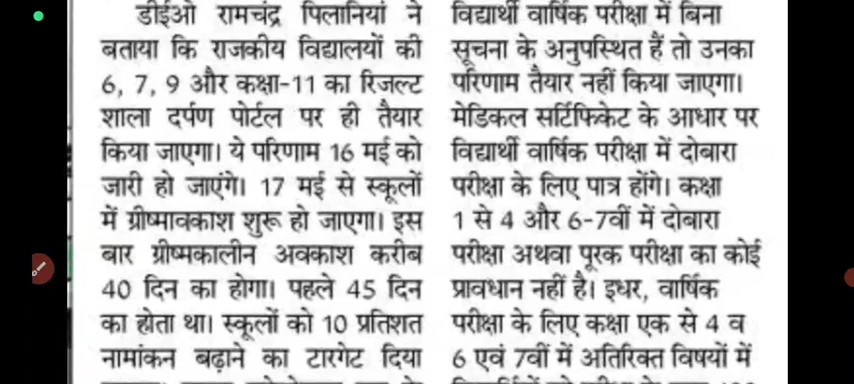 डीईओ रामचंद्र पिलानियां ने
बताया कि राजकीय विद्यालयों की
6, 7, 9 और कक्षा-11 का रिजल्ट
शाला दर्पण पोर्टल पर ही तैयार
किया जाएगा। ये परिणाम 16 मई को
जारी हो जाएंगे। 17 मई से स्कूलों
में ग्रीष्मावकाश शुरू हो जाएगा। इस
बार ग्रीष्मकालीन अवकाश करीब
40 दिन का होगा। पहले 45 दिन
का होता था। स्कूलों को 10 प्रतिशत
नामांकन बढ़ाने का टारगेट दिया
विद्यार्थी वार्षिक परीक्षा में बिना
सूचना के अनुपस्थित हैं तो उनका
परिणाम तैयार नहीं किया जाएगा।
मेडिकल सर्टिफिकेट के आधार पर
विद्यार्थी वार्षिक परीक्षा में दोबारा
परीक्षा के लिए पात्र होंगे। कक्षा
1 से 4 और 6-7वीं में दोबारा
परीक्षा अथवा पूरक परीक्षा का कोई
प्रावधान नहीं है। इधर, वार्षिक
परीक्षा के लिए कक्षा एक से 4 व
6 एवं 7वीं में अतिरिक्त विषयों में